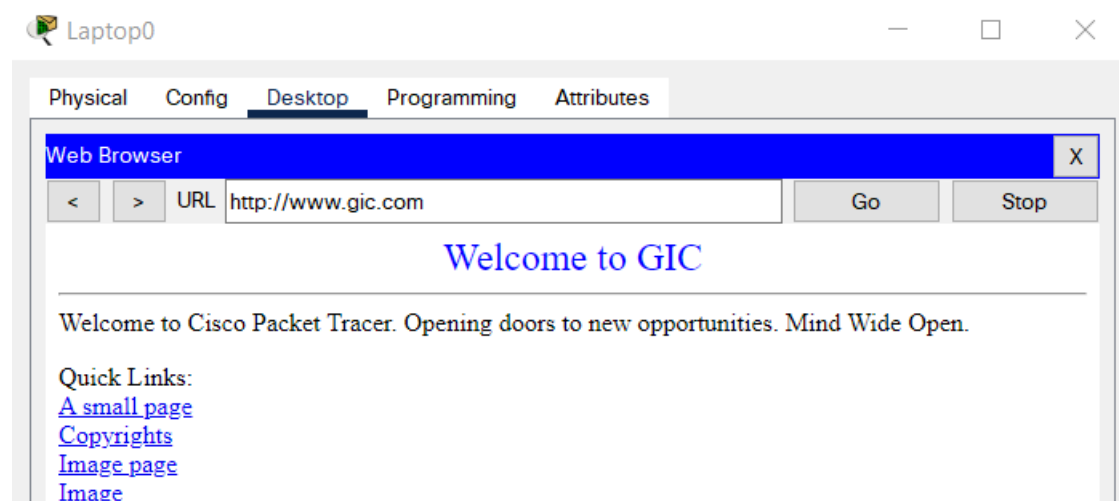 Laptop0
Physical Config Desktop Programming Attributes
Web Browser X
< > URL http://www.gic.com Go Stop
Welcome to GIC
Welcome to Cisco Packet Tracer. Opening doors to new opportunities. Mind Wide Open.
Quick Links:
A small page
Copyrights
Image page
Image